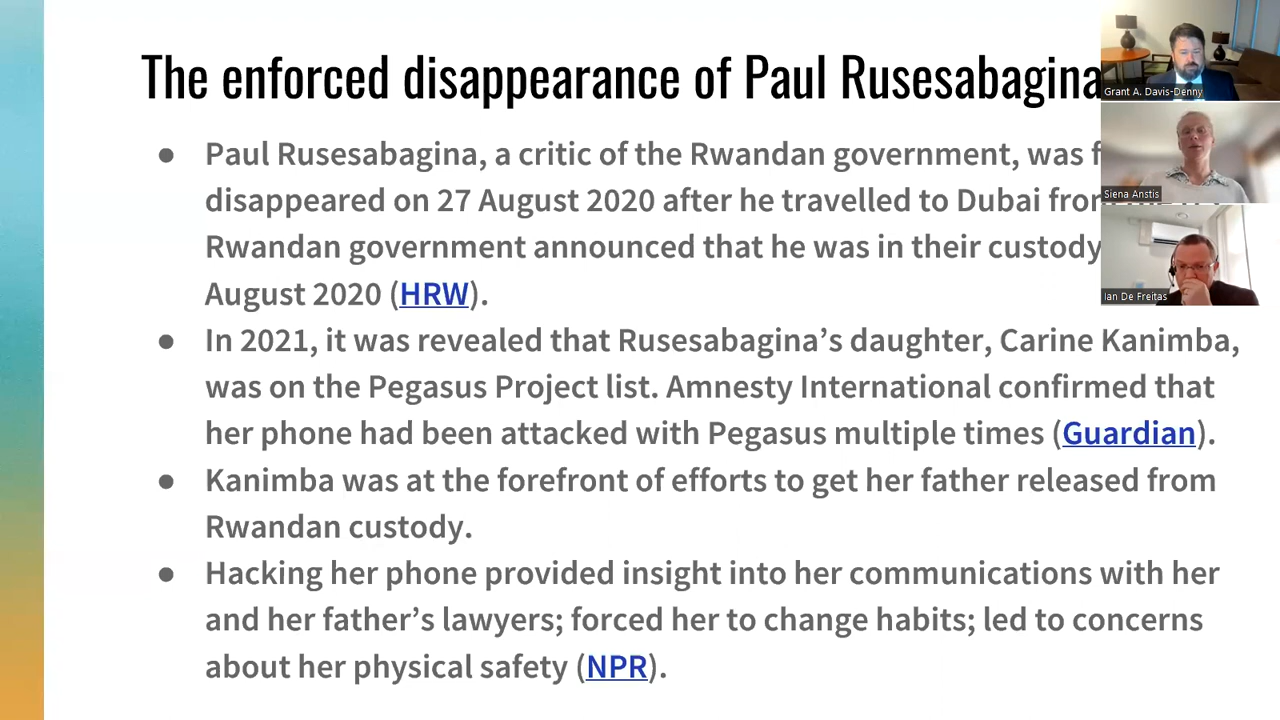 The enforced disappearance of Paul Rusesabagina
● Paul Rusesabagina, a critic of the Rwandan government, was
disappeared on 27 August 2020 after he travelled to Dubai
Rwandan government announced that he was in their custody
August 2020 (HRW).
● In 2021, it was revealed that Rusesabagina’s daughter, Carine Kanimba,
was on the Pegasus Project list. Amnesty International confirmed that
her phone had been attacked with Pegasus multiple times (Guardian).
● Kanimba was at the forefront of efforts to get her father released from
Rwandan custody.
● Hacking her phone provided insight into her communications with her
and her father’s lawyers; forced her to change habits; led to concerns
about her physical safety (NPR).
Grant A. Davis-Denny
Siena Anstis
Ian De Freitas